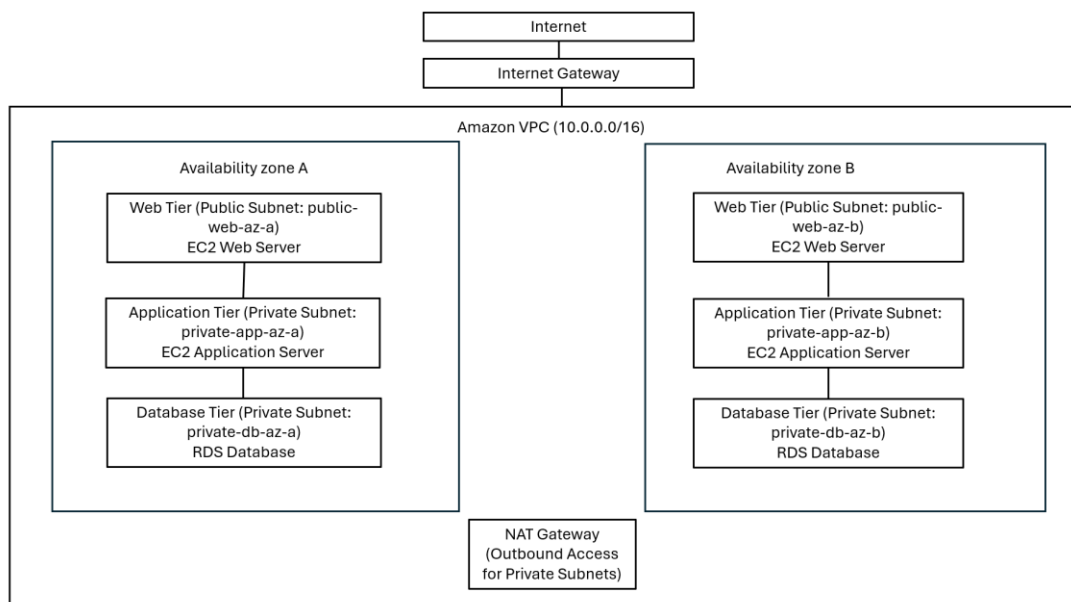 Internet
Internet Gateway
Amazon VPC (10.0.0.0/16)
Availability zone A
Web Tier (Public Subnet: public-
web-az-a)
EC2 Web Server
Application Tier (Private Subnet:
private-app-az-a)
EC2 Application Server
Database Tier (Private Subnet:
private-db-az-a)
RDS Database
Availability zone B
Web Tier (Public Subnet: public-
web-az-b)
EC2 Web Server
Application Tier (Private Subnet:
private-app-az-b)
EC2 Application Server
Database Tier (Private Subnet:
private-db-az-b)
RDS Database
NAT Gateway
(Outbound Access
for Private Subnets)